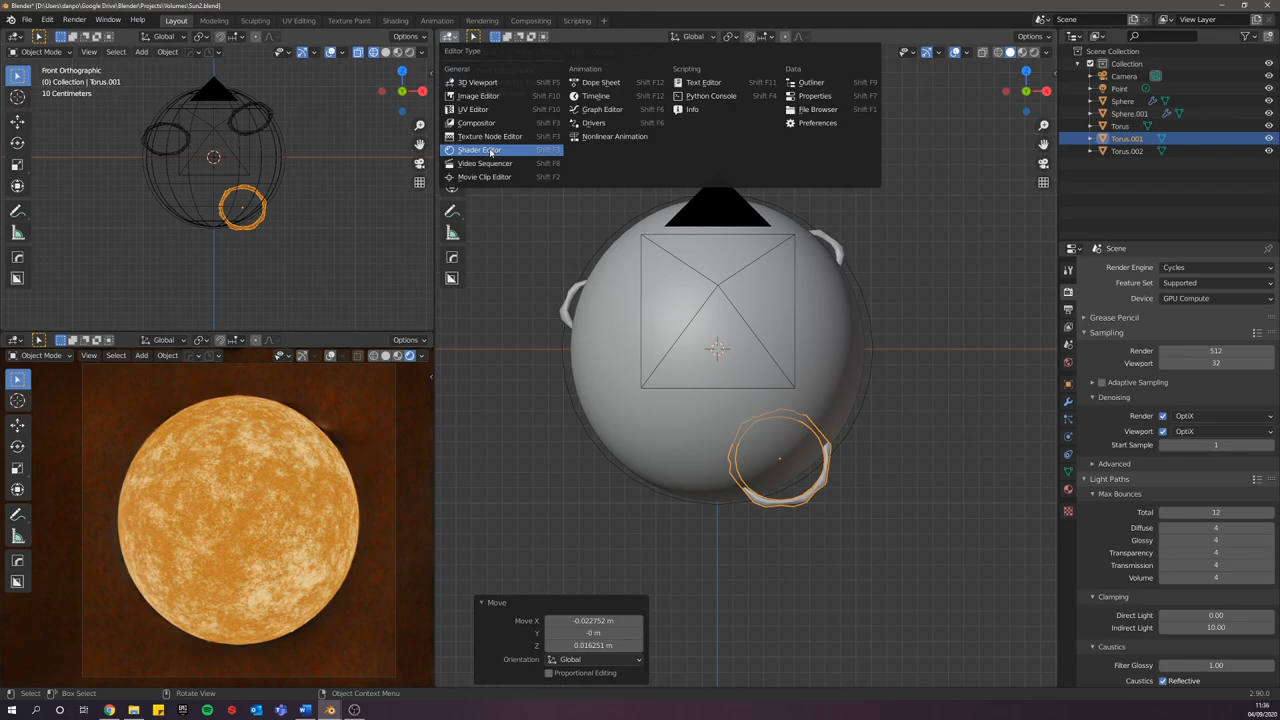 Blender* [C:\Users\danpo\Google Drive\Blender\Projects\Volumes\Sun2.blend]
File Edit Render Window Help Layout Modeling Sculpting UV Editing Texture Paint Shading Animation Rendering Compositing Scripting + Scene View Layer
Global Options
Object Mode View Select Add Object
Front Orthographic
(0) Collection | Torus.001
10 Centimeters
Z
Y
Global Options
Object Mode View Select Add Object
Z
Y
Global Options
Editor Type
General
3D Viewport Shift F5
Image Editor Shift F10
UV Editor Shift F10
Compositor Shift F3
Texture Node Editor Shift F3
Shader Editor Shift F3
Video Sequencer Shift F8
Movie Clip Editor Shift F2
Animation
Dope Sheet Shift F12
Timeline Shift F12
Graph Editor Shift F6
Drivers Shift F6
Nonlinear Animation
Scripting
Text Editor Shift F11
Python Console Shift F4
Info
Data
Outliner Shift F9
Properties Shift F7
File Browser Shift F1
Preferences
Z
Y
Move
Move X -0.022752 m
Y -0 m
Z 0.016251 m
Orientation Global
Proportional Editing
Scene Collection
Collection
Camera
Point
Sphere
Sphere.001
Torus
Torus.001
Torus.002
Scene
Render Engine Cycles
Feature Set Supported
Device GPU Compute
Grease Pencil
Sampling
Render 512
Viewport 32
Adaptive Sampling
Denoising
Render OptiX
Viewport OptiX
Start Sample 1
Advanced
Light Paths
Max Bounces
Total 12
Diffuse 4
Glossy 4
Transparency 4
Transmission 4
Volume 4
Clamping
Direct Light 0.00
Indirect Light 10.00
Caustics
Filter Glossy 1.00
Caustics Reflective
Select Box Select Rotate View Object Context Menu 2.90.0
11:36
04/09/2020